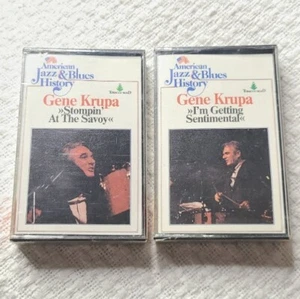 American
Jazz & Blues
History
Gene Krupa
»Stompin'
At The Savoy«
American
Jazz & Blues
History
Gene Krupa
»I'm Getting
Sentimental«